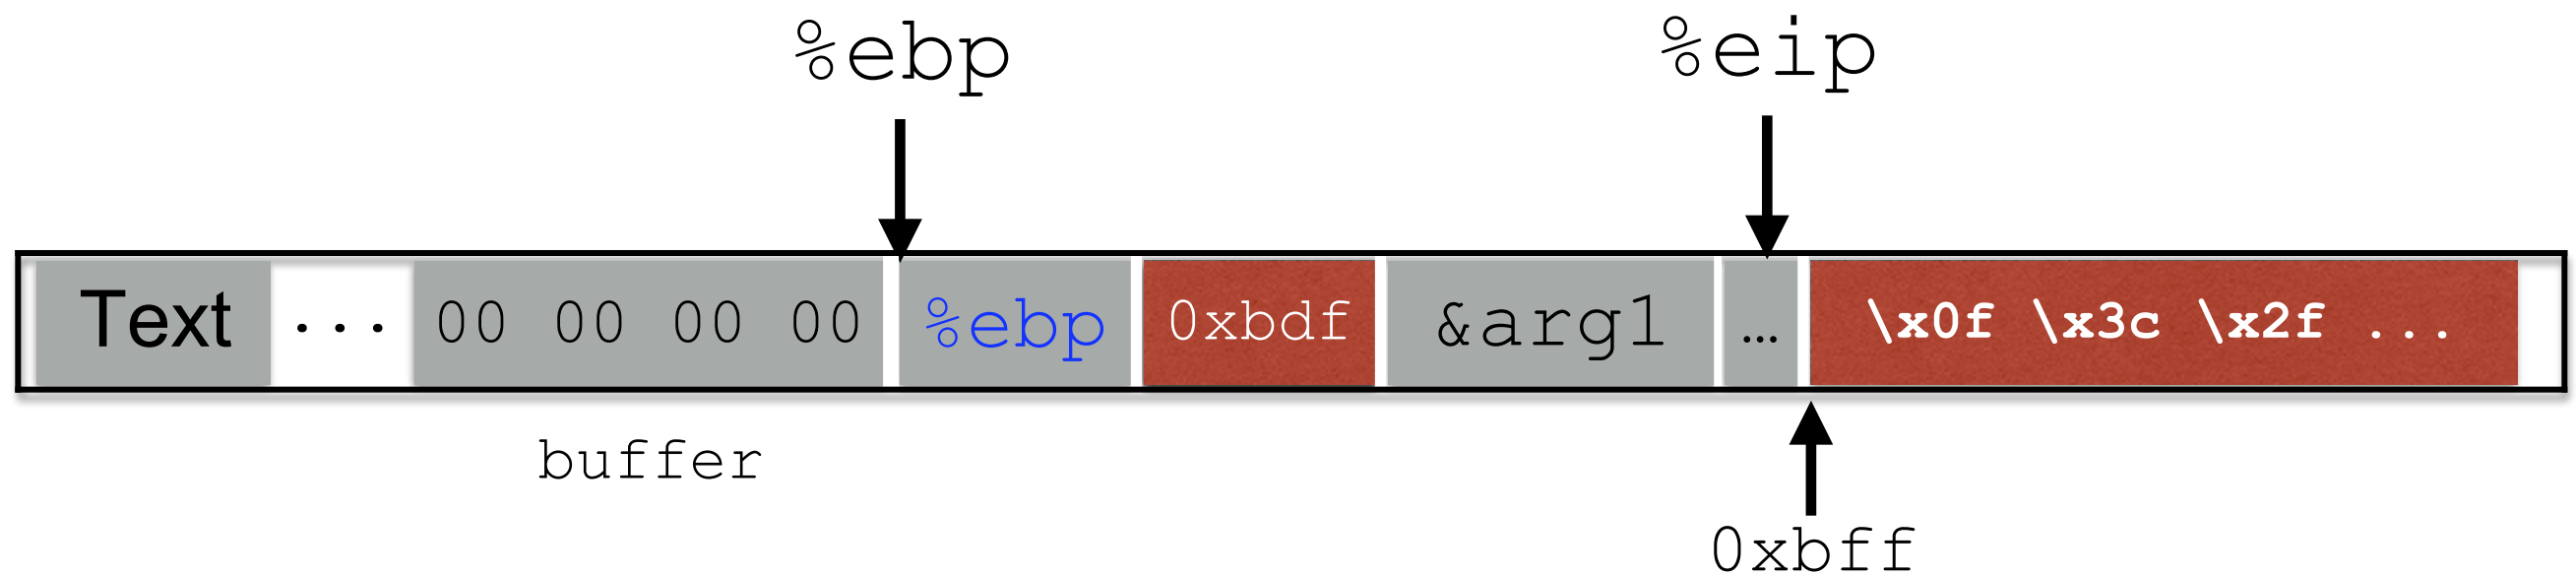 %ebp %eip
Text ... 00 00 00 00 %ebp 0xbdf &arg1 … \x0f \x3c \x2f ...
buffer
0xbff